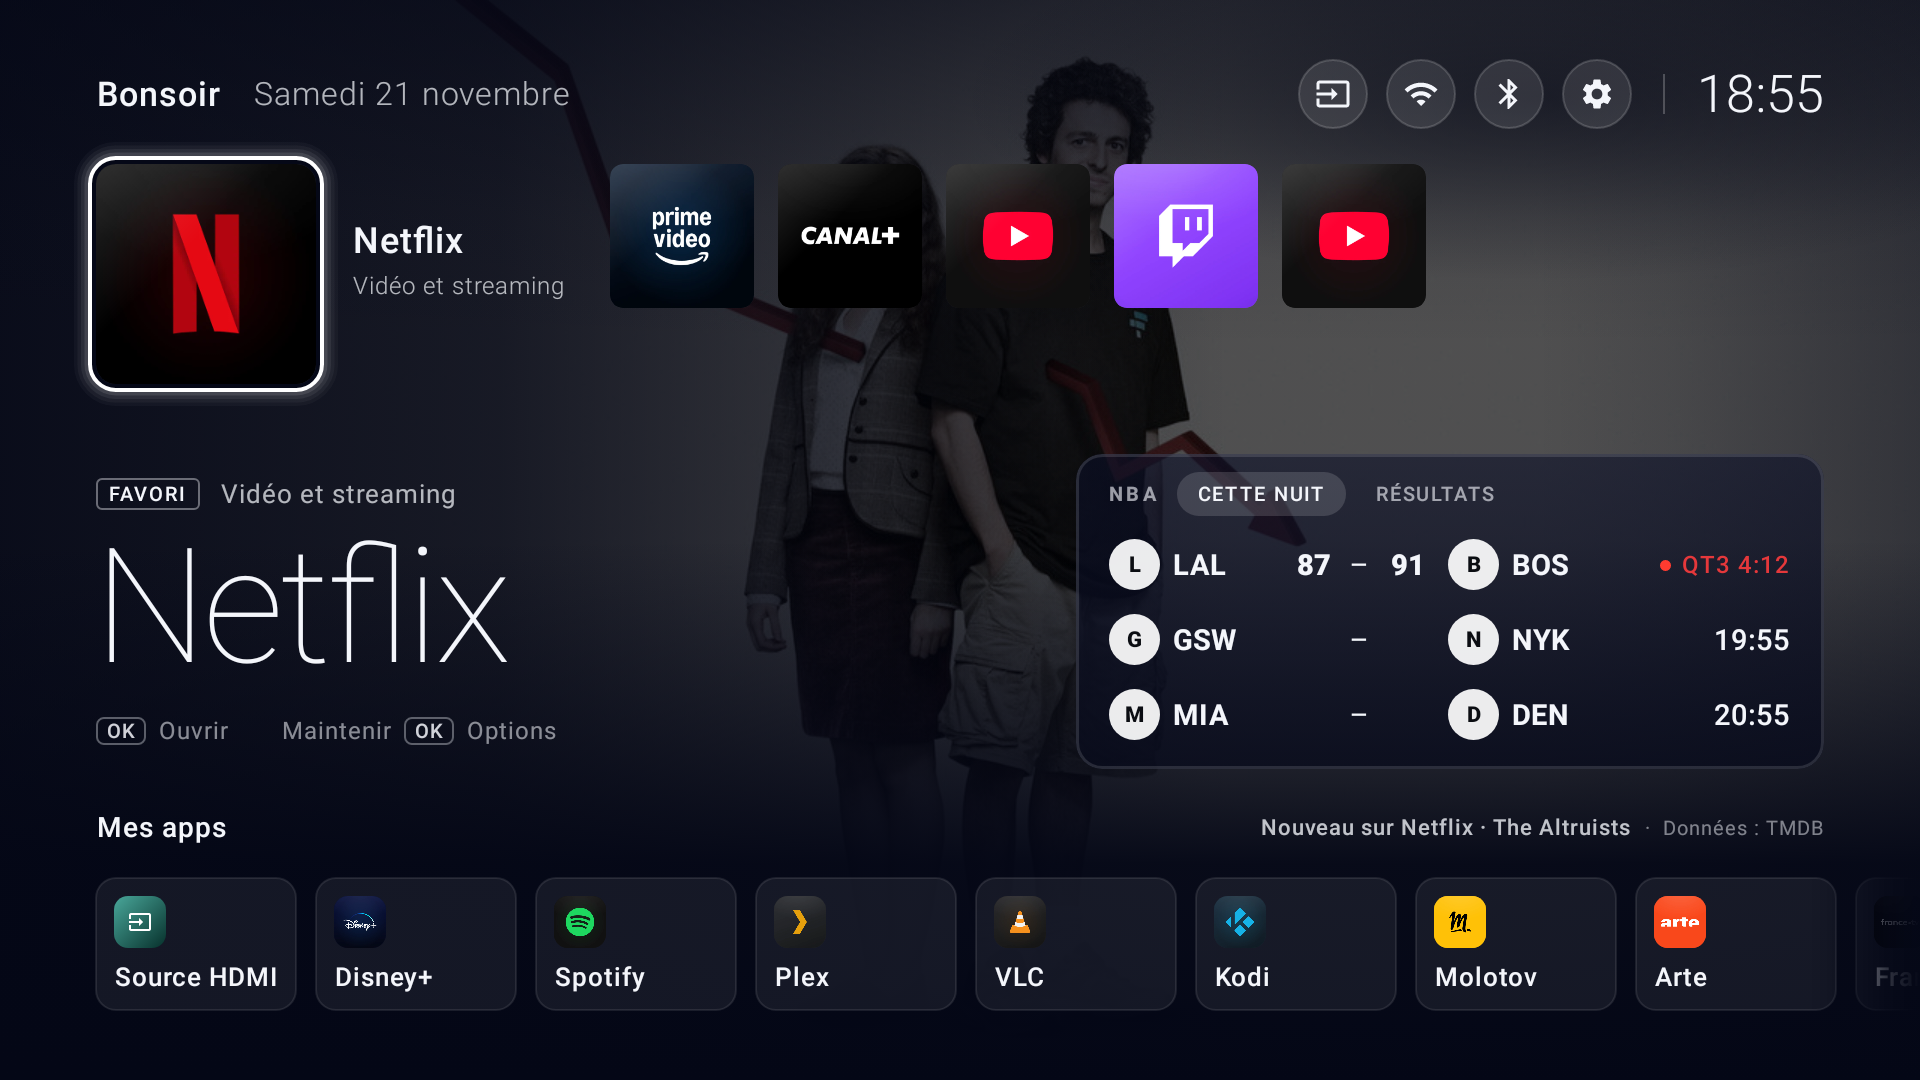 Bonsoir Samedi 21 novembre
18:55
Netflix
Vidéo et streaming
prime video
CANAL+
FAVORI Vidéo et streaming
Netflix
OK Ouvrir Maintenir OK Options
NBA CETTE NUIT RÉSULTATS
L LAL 87 – 91 B BOS • QT3 4:12
G GSW – N NYK 19:55
M MIA – D DEN 20:55
Mes apps
Nouveau sur Netflix · The Altruists · Données : TMDB
Disney+
m.
arte
Source HDMI
Disney+
Spotify
Plex
VLC
Kodi
Molotov
Arte